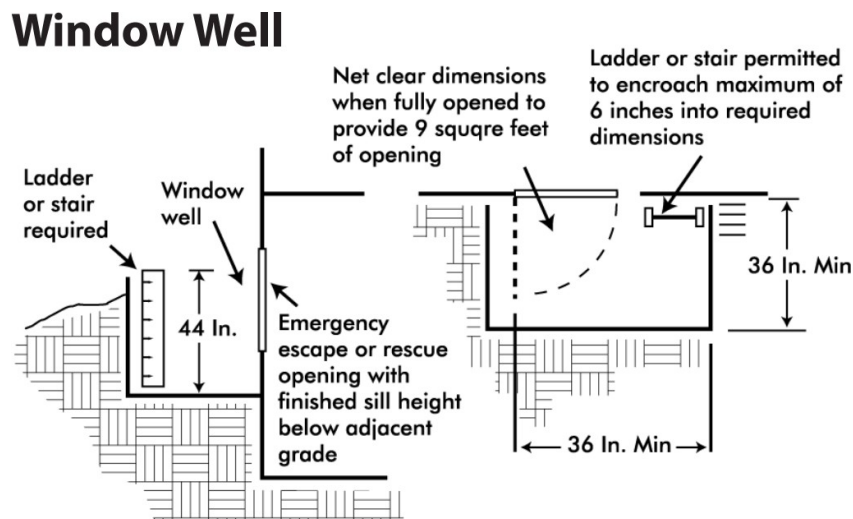 Window Well
Net clear dimensions
when fully opened to
provide 9 squqre feet
of opening
Ladder or stair permitted
to encroach maximum of
6 inches into required
dimensions
Ladder
or stair
required
Window
well
44 In.
Emergency
escape or rescue
opening with
finished sill height
below adjacent
grade
36 In. Min
36 In. Min